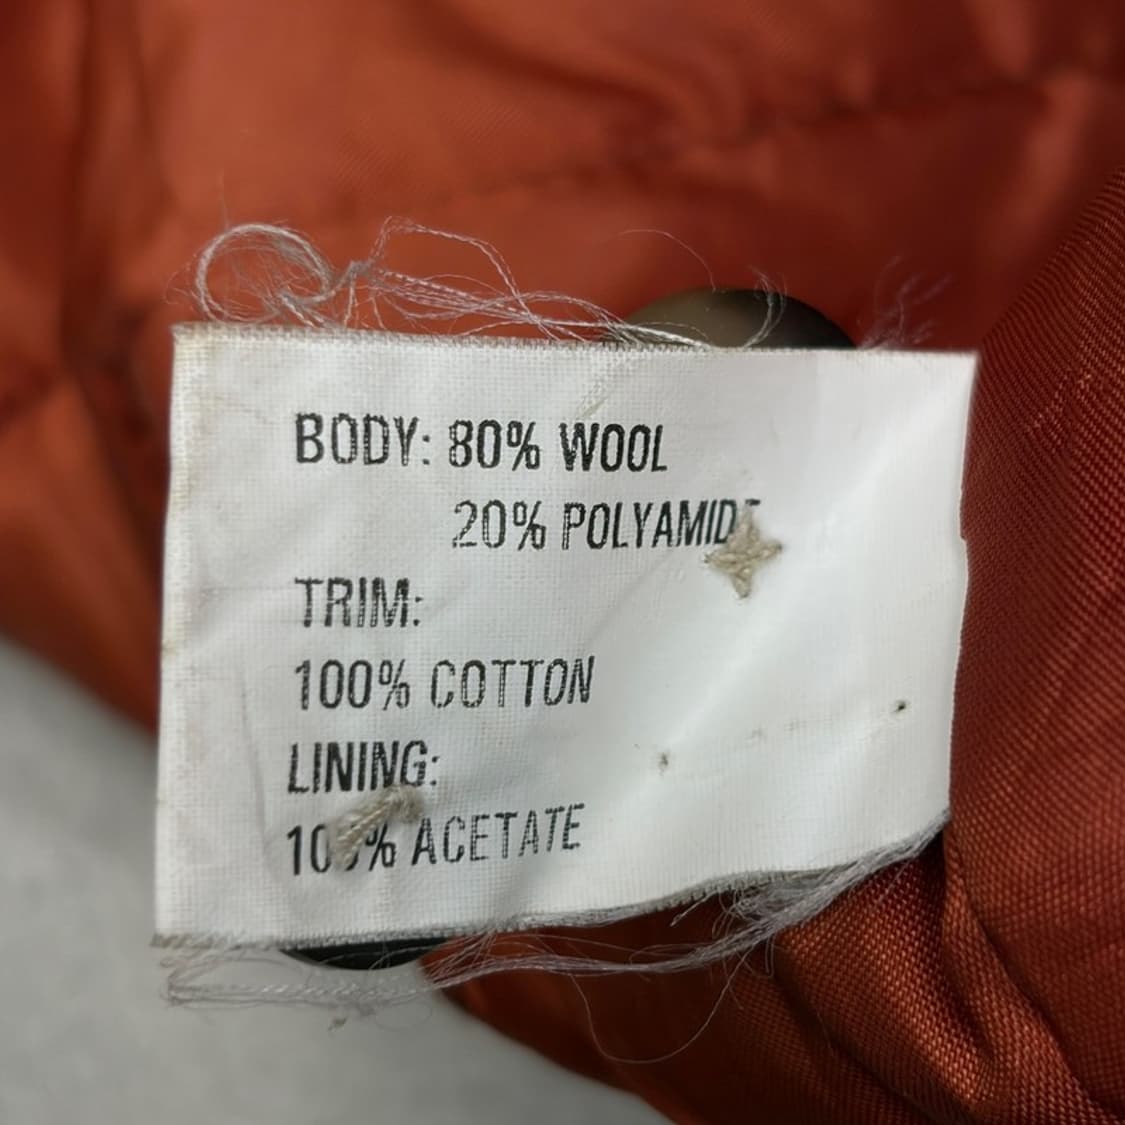 BODY: 80% WOOL
20% POLYAMIDE
TRIM:
100% COTTON
LINING:
100% ACETATE